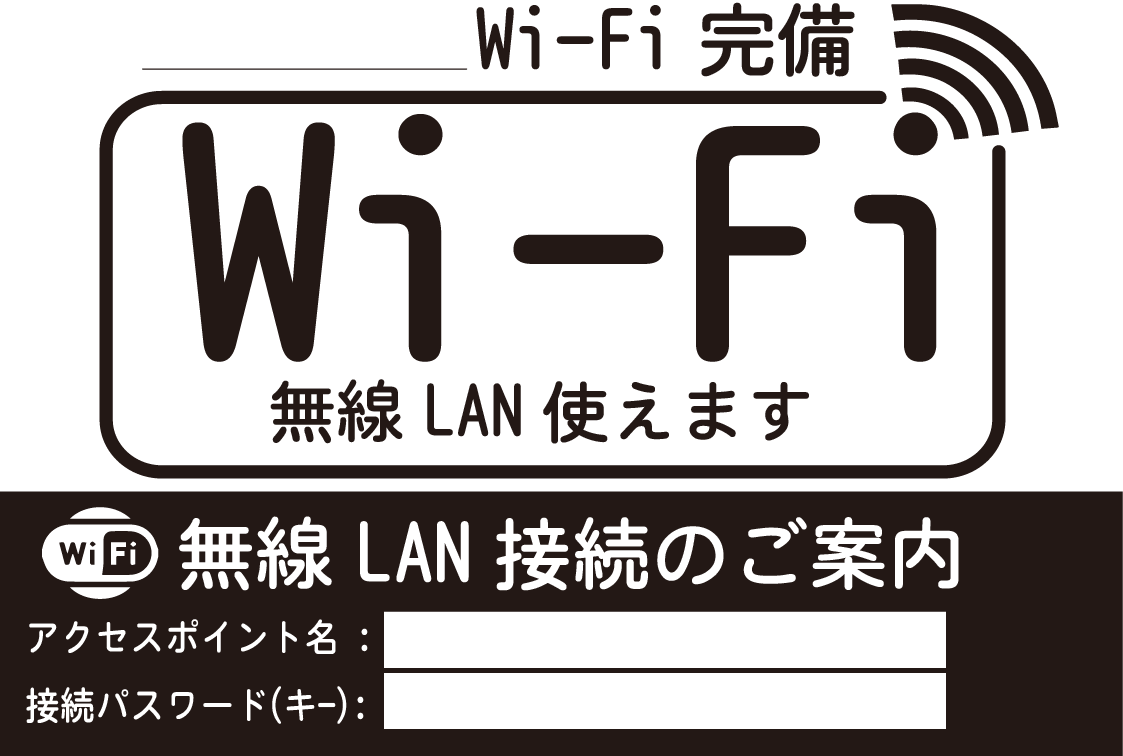 Wi-Fi 完備
Wi-Fi
無線 LAN 使えます
WiFi 無線 LAN 接続のご案内
アクセスポイント名 :
接続パスワード(キー):